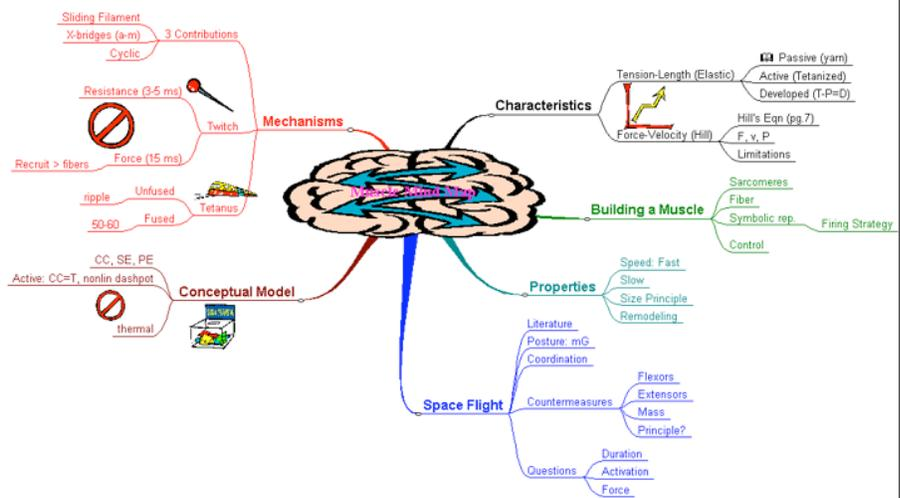 Muscle Mind Map
Mechanisms
3 Contributions
Sliding Filament
X-bridges (a-m)
Cyclic
Twitch
Resistance (3-5 ms)
Force (15 ms)
Recruit > fibers
Tetanus
Unfused
ripple
Fused
50-60
Conceptual Model
CC, SE, PE
Active: CC=T, nonlin dashpot
thermal
Characteristics
Tension-Length (Elastic)
Passive (yarn)
Active (Tetanized)
Developed (T-P=D)
Force-Velocity (Hill)
Hill's Eqn (pg.7)
F, v, P
Limitations
Building a Muscle
Sarcomeres
Fiber
Symbolic rep.
Firing Strategy
Control
Properties
Speed: Fast
Slow
Size Principle
Remodeling
Space Flight
Literature
Posture: mG
Coordination
Countermeasures
Flexors
Extensors
Mass
Principle?
Questions
Duration
Activation
Force